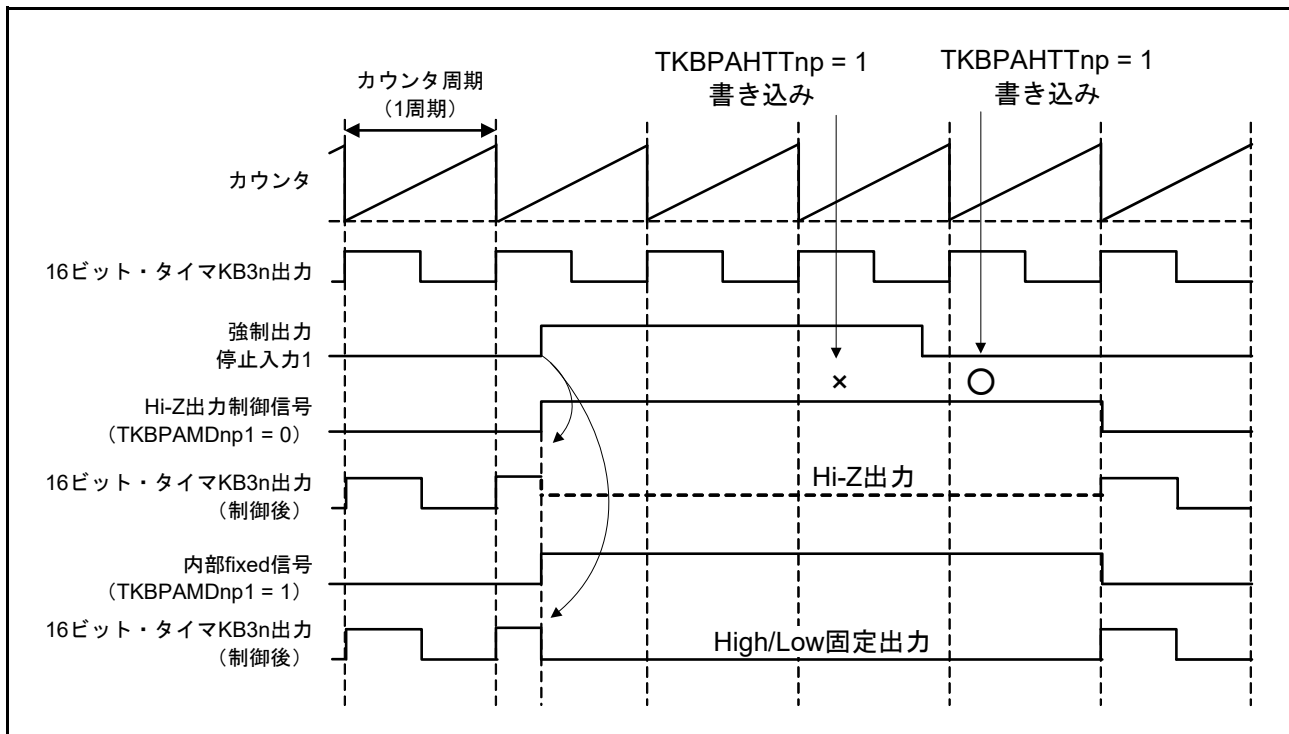 TKBPAHTTnp = 1
書き込み
TKBPAHTTnp = 1
書き込み
カウンタ周期
（1周期）
カウンタ
16ビット・タイマKB3n出力
強制出力
停止入力1
×
○
Hi-Z出力制御信号
（TKBPAMDnp1 = 0）
16ビット・タイマKB3n出力
（制御後）
Hi-Z出力
内部fixed信号
（TKBPAMDnp1 = 1）
16ビット・タイマKB3n出力
（制御後）
High/Low固定出力